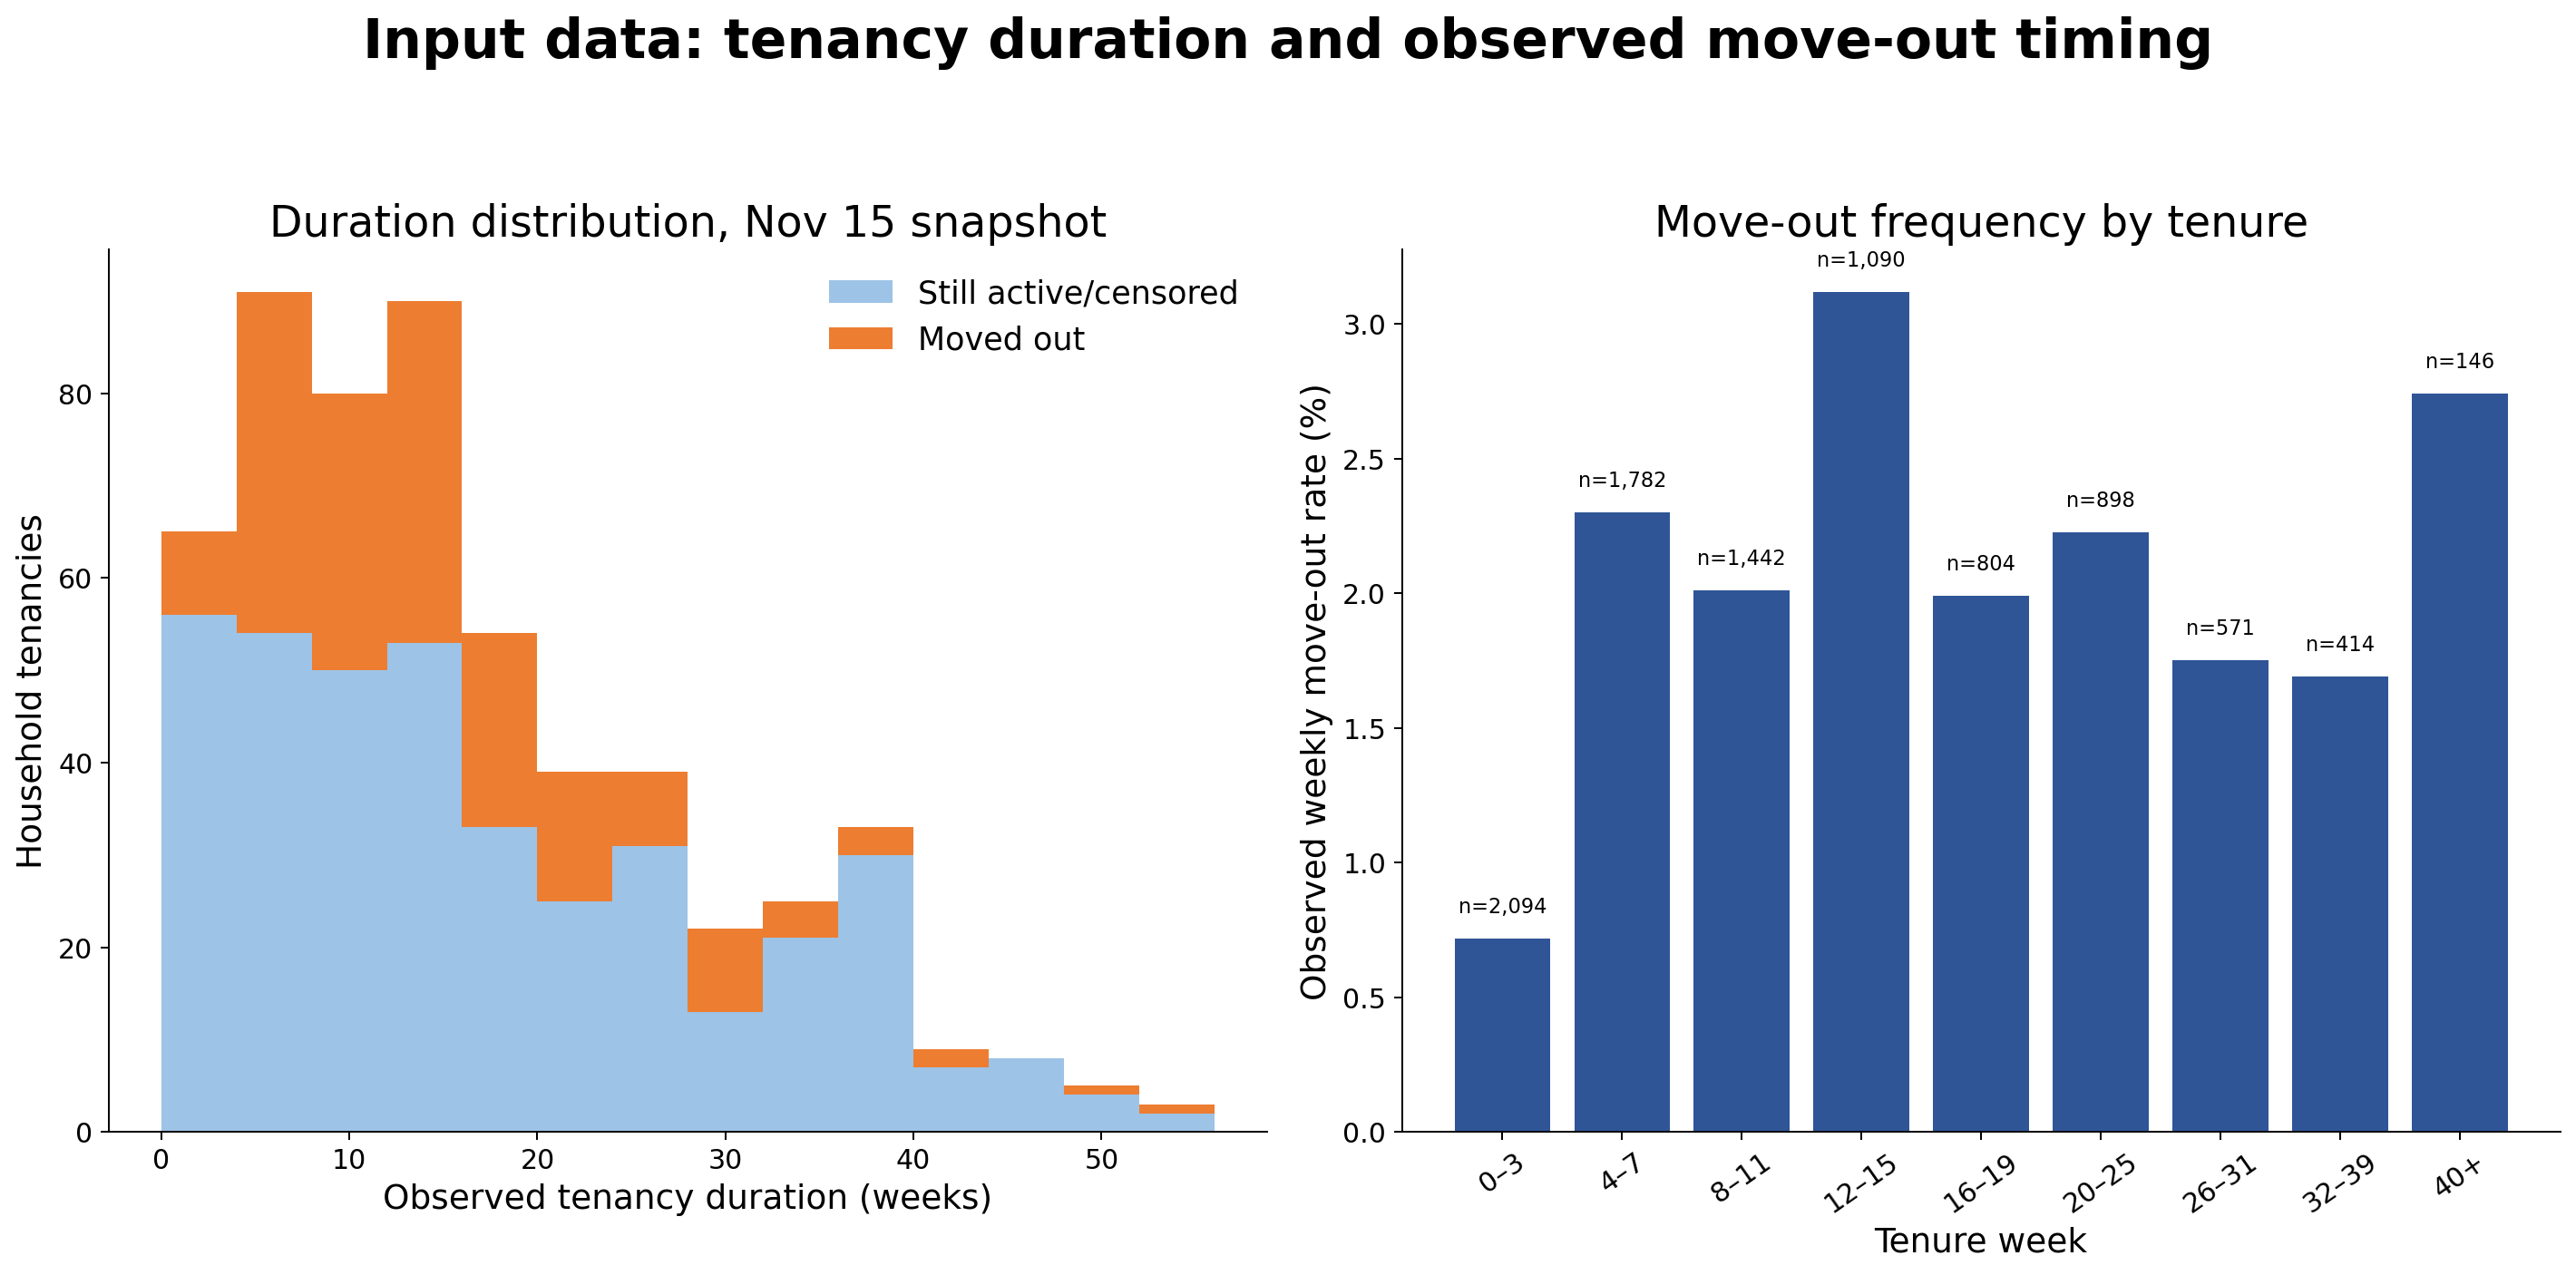 Input data: tenancy duration and observed move-out timing
Duration distribution, Nov 15 snapshot
Still active/censored
Moved out
Household tenancies
80
60
40
20
0
0 10 20 30 40 50
Observed tenancy duration (weeks)
Move-out frequency by tenure
Observed weekly move-out rate (%)
3.0
2.5
2.0
1.5
1.0
0.5
0.0
n=2,094
n=1,782
n=1,442
n=1,090
n=804
n=898
n=571
n=414
n=146
0–3 4–7 8–11 12–15 16–19 20–25 26–31 32–39 40+
Tenure week